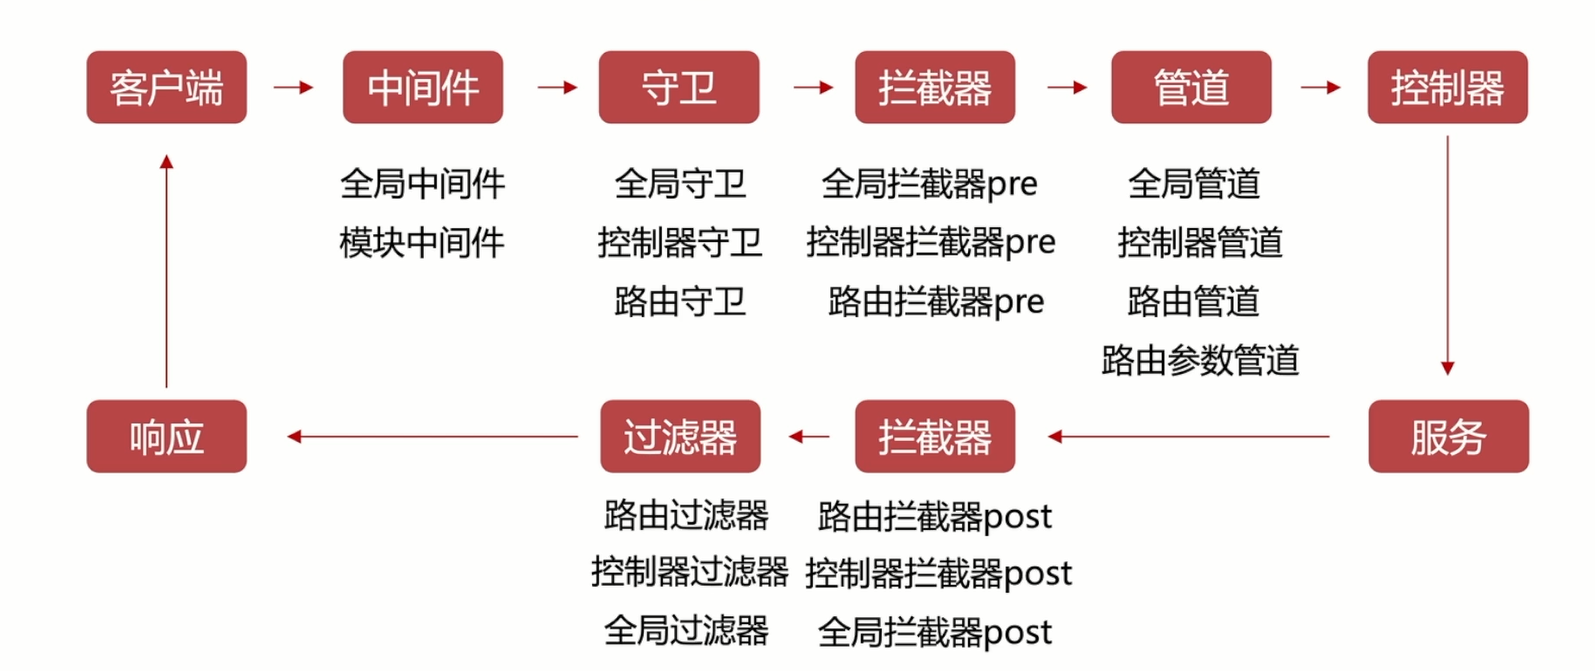 客户端
中间件
守卫
拦截器
管道
控制器
全局中间件
模块中间件
全局守卫
控制器守卫
路由守卫
全局拦截器pre
控制器拦截器pre
路由拦截器pre
全局管道
控制器管道
路由管道
路由参数管道
响应
过滤器
拦截器
服务
路由过滤器
控制器过滤器
全局过滤器
路由拦截器post
控制器拦截器post
全局拦截器post